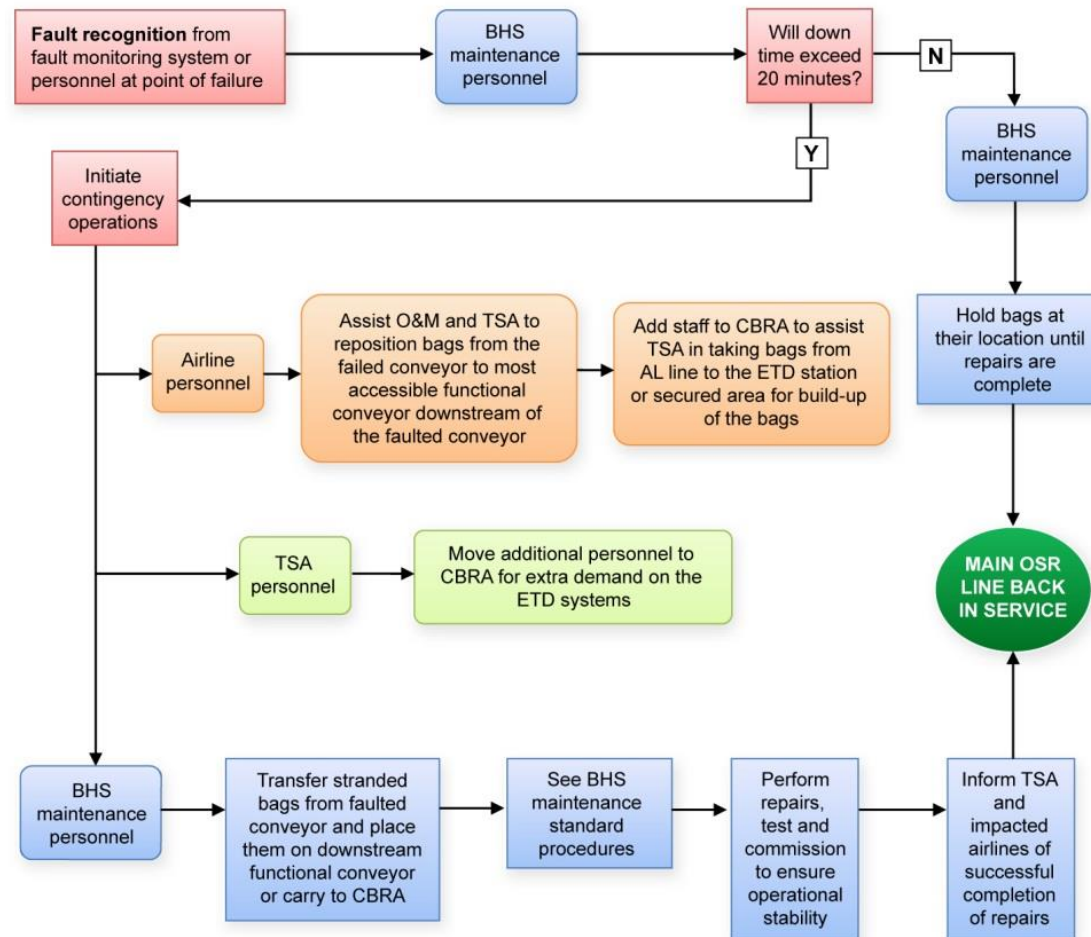 Fault recognition from
fault monitoring system or
personnel at point of failure
BHS
maintenance
personnel
Will down
time exceed
20 minutes?
N
BHS
maintenance
personnel
Y
Initiate
contingency
operations
Hold bags at
their location until
repairs are
complete
Airline
personnel
Assist O&M and TSA to
reposition bags from the
failed conveyor to most
accessible functional
conveyor downstream of
the faulted conveyor
Add staff to CBRA to assist
TSA in taking bags from
AL line to the ETD station
or secured area for build-up
of the bags
TSA
personnel
Move additional personnel to
CBRA for extra demand on the
ETD systems
MAIN OSR
LINE BACK
IN SERVICE
BHS
maintenance
personnel
Transfer stranded
bags from faulted
conveyor and place
them on downstream
functional conveyor
or carry to CBRA
See BHS
maintenance
standard
procedures
Perform
repairs,
test and
commission
to ensure
operational
stability
Inform TSA
and
impacted
airlines of
successful
completion
of repairs